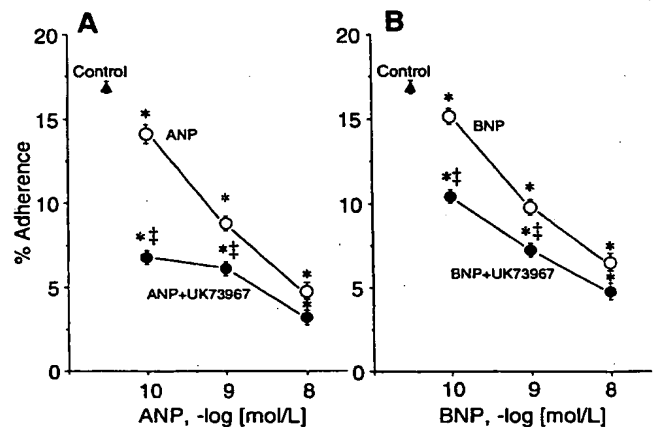 A
B
20
20
15
15
10
10
5
5
0
0
% Adherence
Control
Control
*
ANP
*
*‡
*‡
*
*
ANP+UK73967
*
BNP
*
*‡
*‡
*
*
BNP+UK73967
10 9 8
10 9 8
ANP, -log [mol/L]
BNP, -log [mol/L]